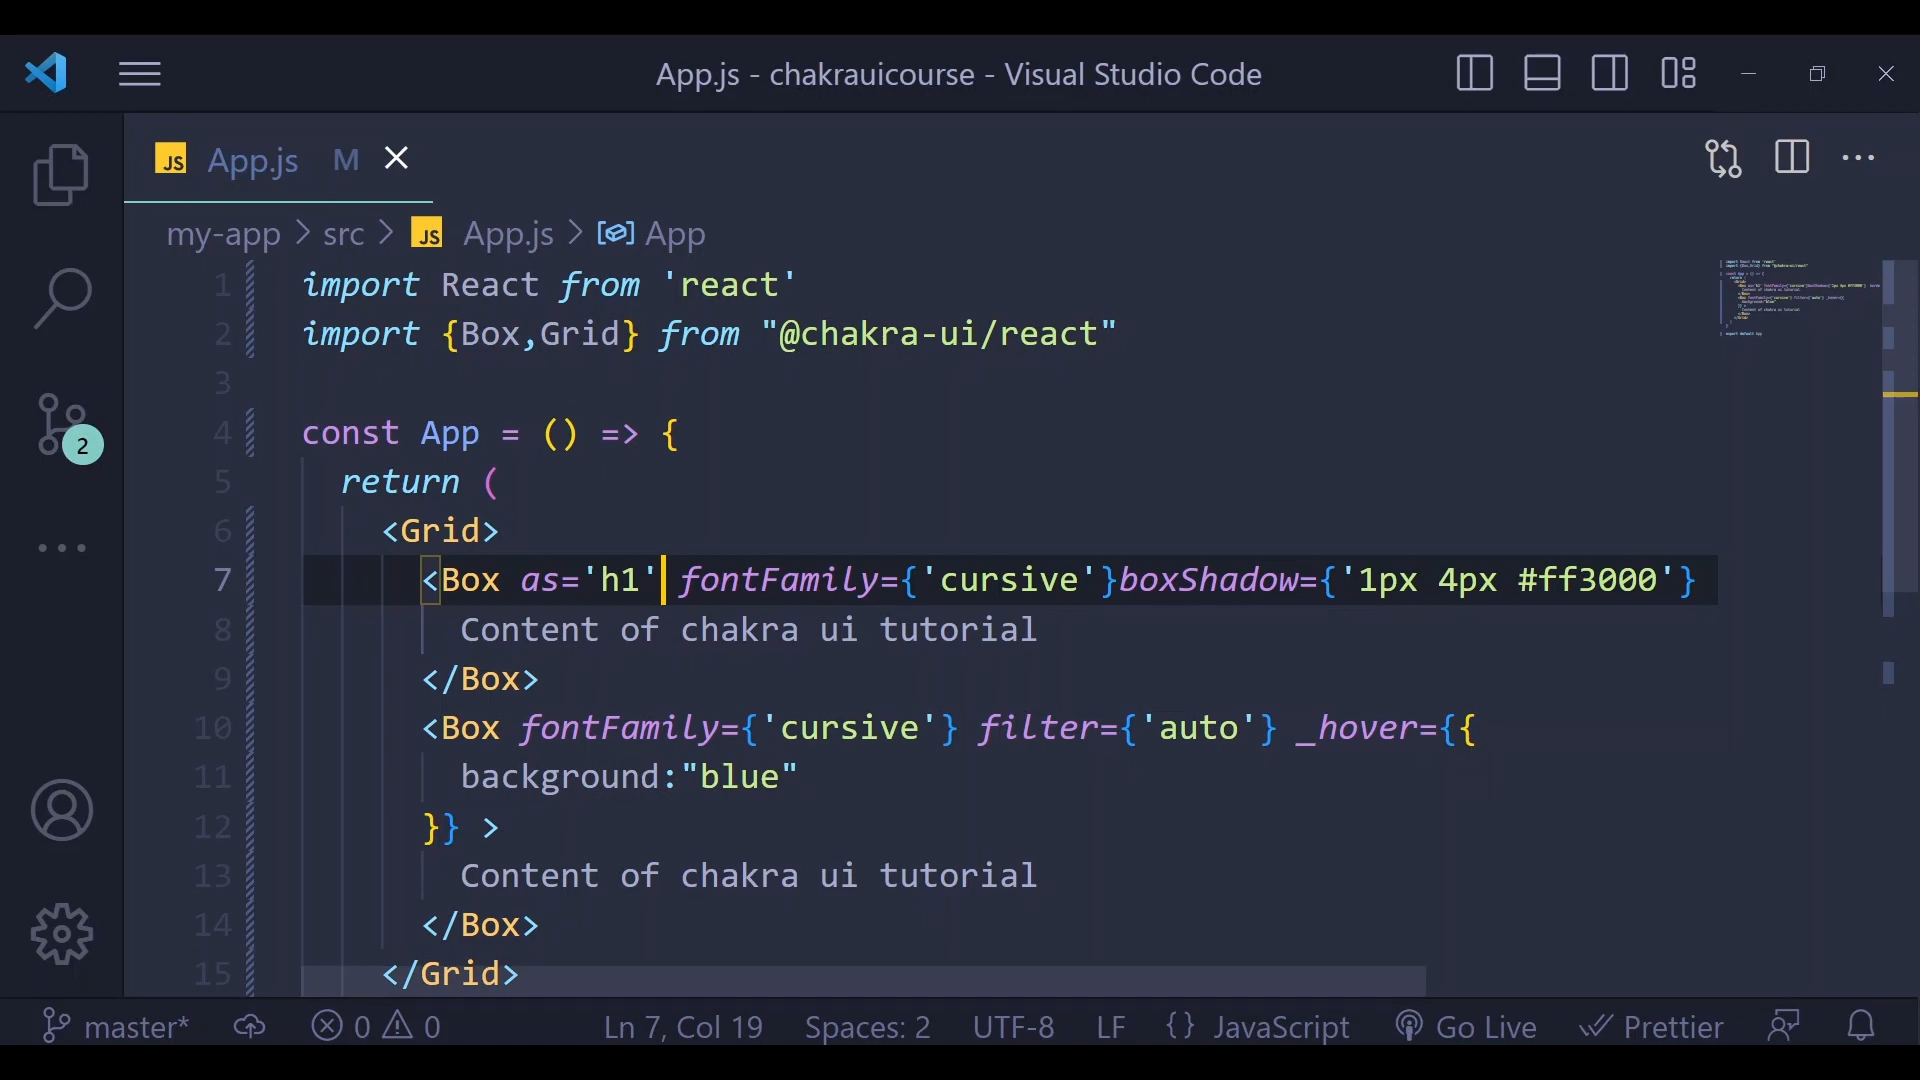 App.js - chakrauicourse - Visual Studio Code
JS App.js M
my-app > src > JS App.js > App
1 import React from 'react'
2 import {Box,Grid} from "@chakra-ui/react"
3
4 const App = () => {
5 return (
6 <Grid>
7 <Box as='h1' fontFamily={'cursive'}boxShadow={'1px 4px #ff3000'}
8 Content of chakra ui tutorial
9 </Box>
10 <Box fontFamily={'cursive'} filter={'auto'} _hover={{
11 background:"blue"
12 }} >
13 Content of chakra ui tutorial
14 </Box>
15 </Grid>
2
master* 0 0 Ln 7, Col 19 Spaces: 2 UTF-8 LF {} JavaScript Go Live Prettier